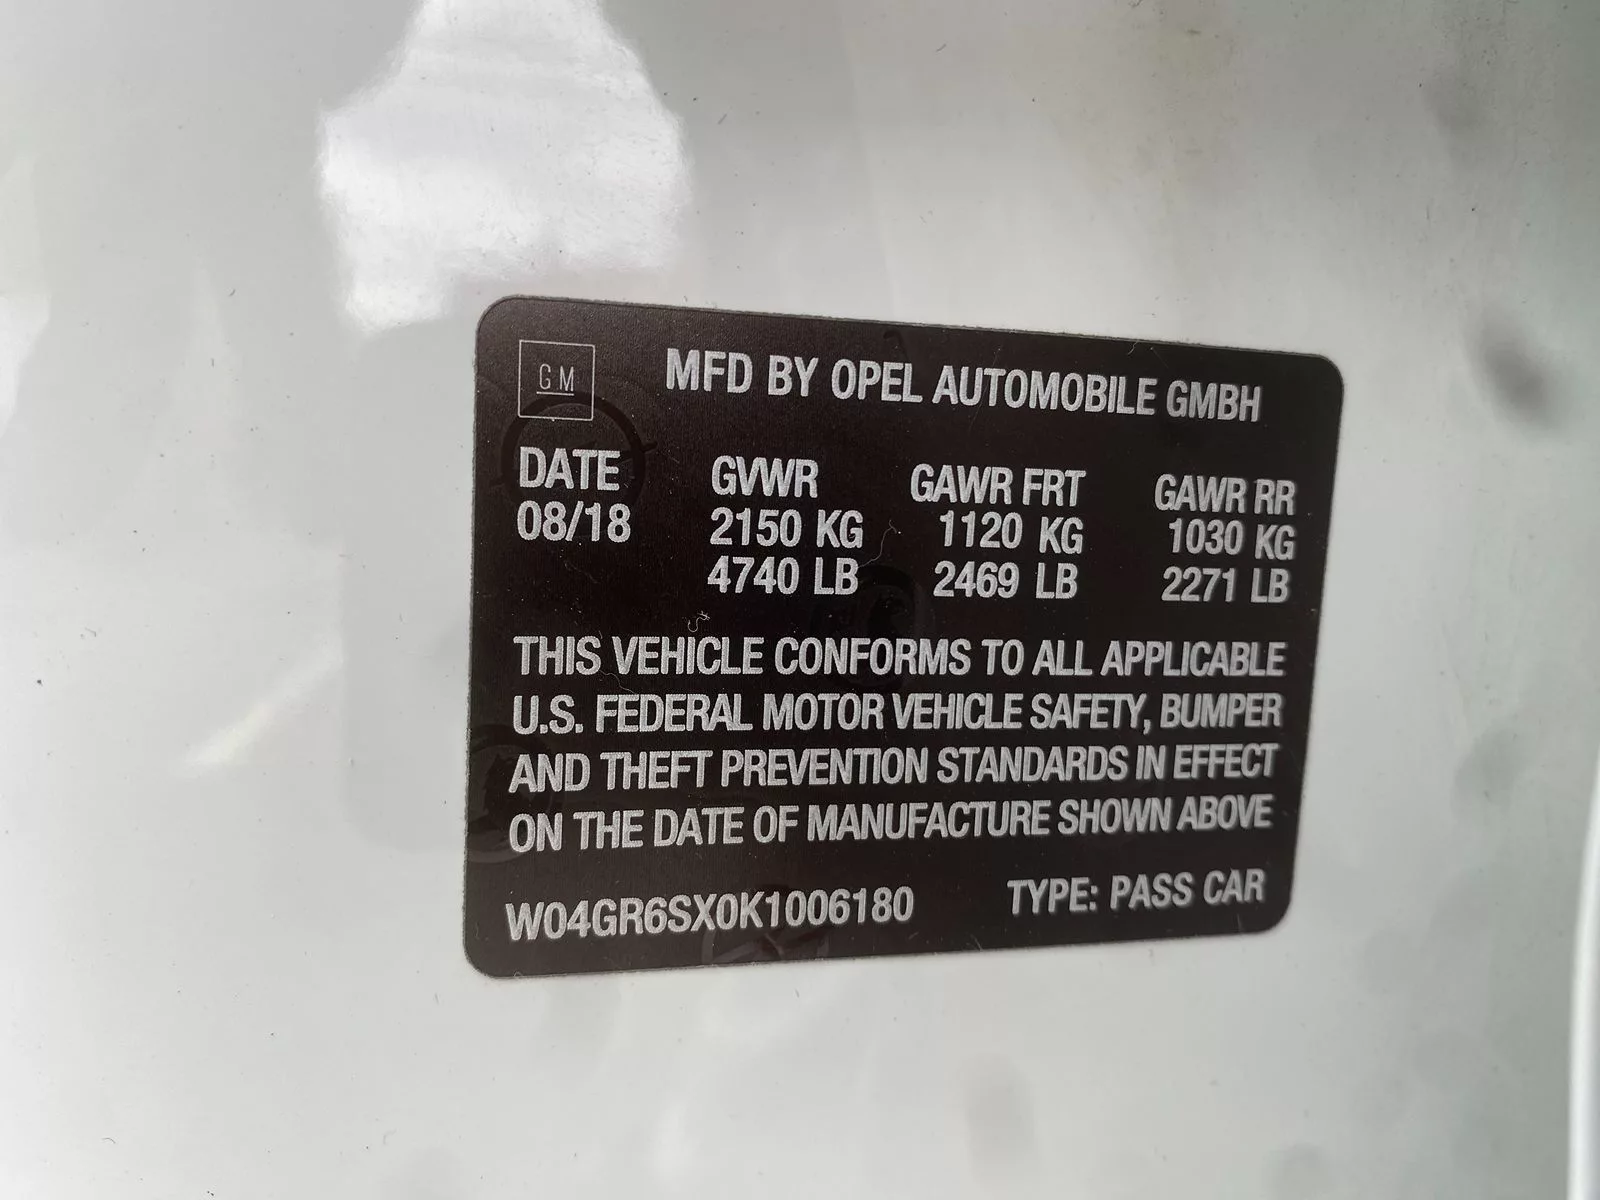 GM
MFD BY OPEL AUTOMOBILE GMBH
DATE GVWR GAWR FRT GAWR RR
08/18 2150 KG 1120 KG 1030 KG
4740 LB 2469 LB 2271 LB
THIS VEHICLE CONFORMS TO ALL APPLICABLE
U.S. FEDERAL MOTOR VEHICLE SAFETY, BUMPER
AND THEFT PREVENTION STANDARDS IN EFFECT
ON THE DATE OF MANUFACTURE SHOWN ABOVE
W04GR6SX0K1006180 TYPE: PASS CAR